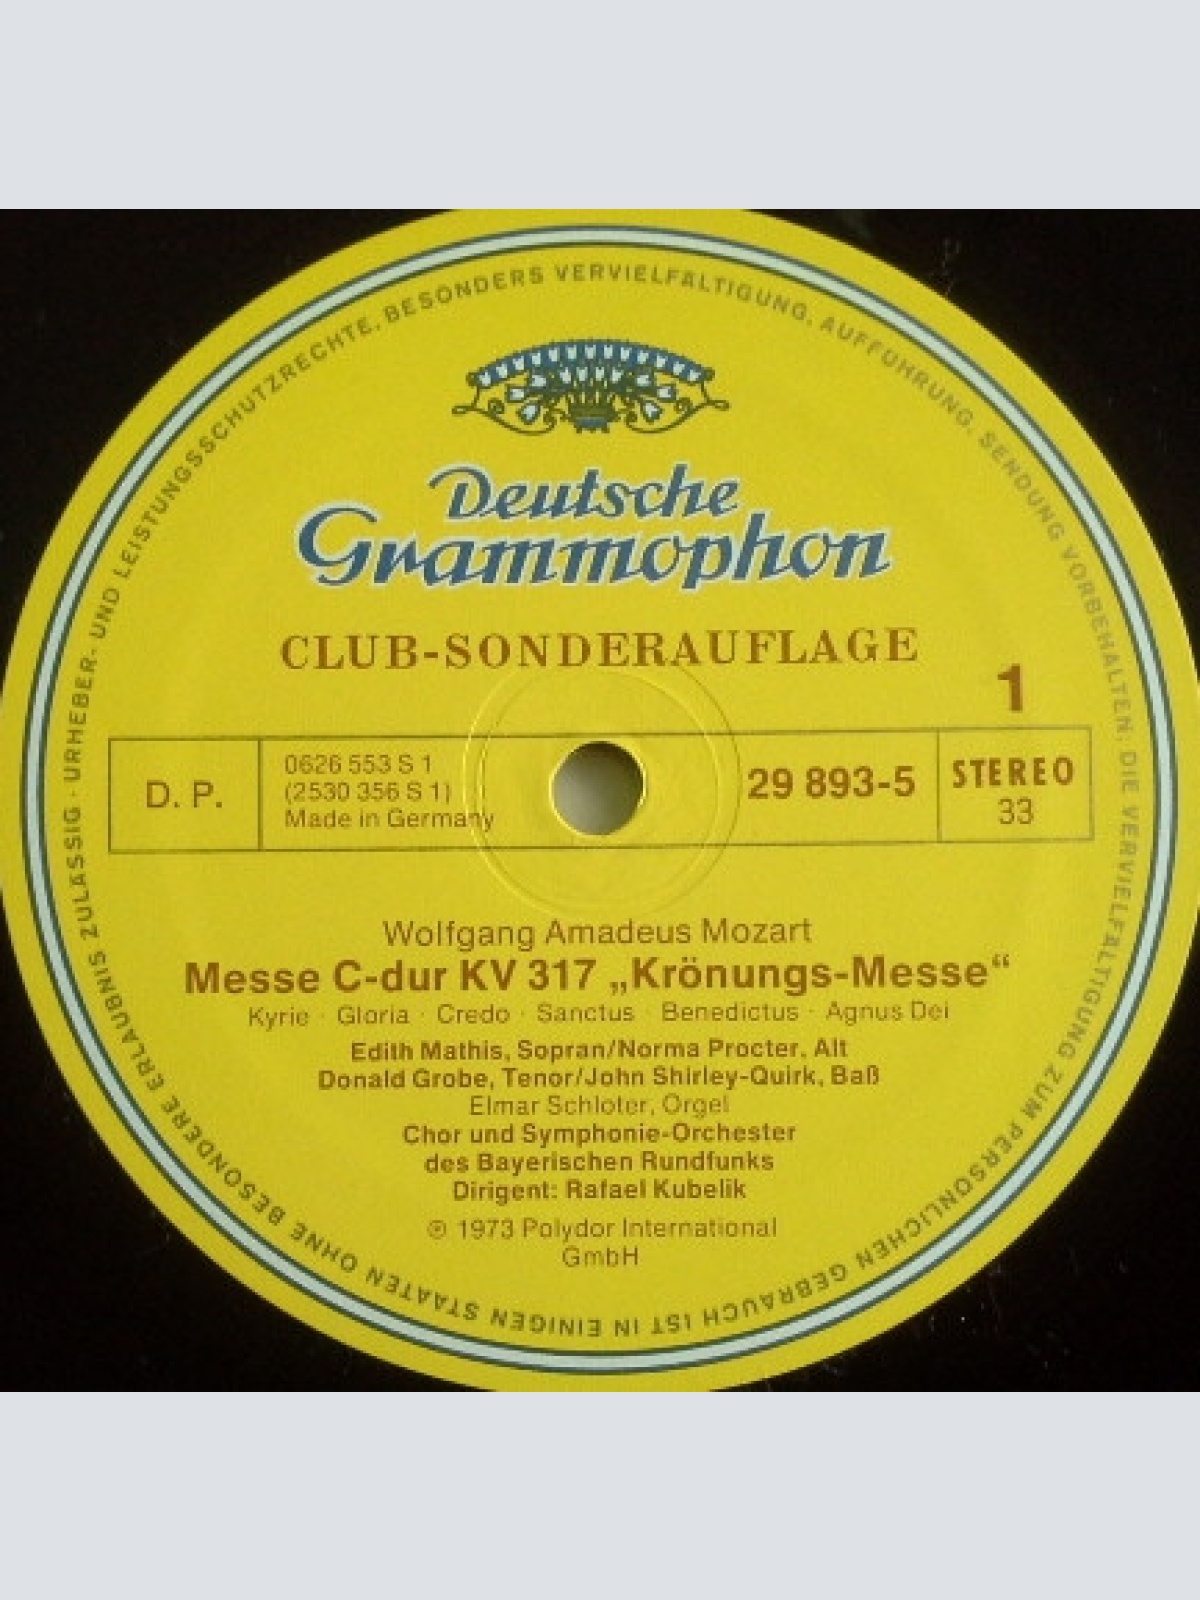 URHEBER- UND LEISTUNGSSCHUTZRECHTE, BESONDERS VERVIELFÄLTIGUNG, AUFFÜHRUNG, SENDUNG VORBEHALTEN; DIE VERVIELFÄLTIGUNG ZUM PERSÖNLICHEN GEBRAUCH IST IN EINIGEN STAATEN OHNE BESONDERE ERLAUBNIS ZULÄSSIG ·
Deutsche
Grammophon
CLUB-SONDERAUFLAGE
1
D. P.
0626 553 S 1
(2530 356 S 1)
Made in Germany
29 893-5
STEREO
33
Wolfgang Amadeus Mozart
Messe C-dur KV 317 „Krönungs-Messe“
Kyrie · Gloria · Credo · Sanctus · Benedictus · Agnus Dei
Edith Mathis, Sopran/Norma Procter, Alt
Donald Grobe, Tenor/John Shirley-Quirk, Baß
Elmar Schloter, Orgel
Chor und Symphonie-Orchester
des Bayerischen Rundfunks
Dirigent: Rafael Kubelik
℗ 1973 Polydor International
GmbH